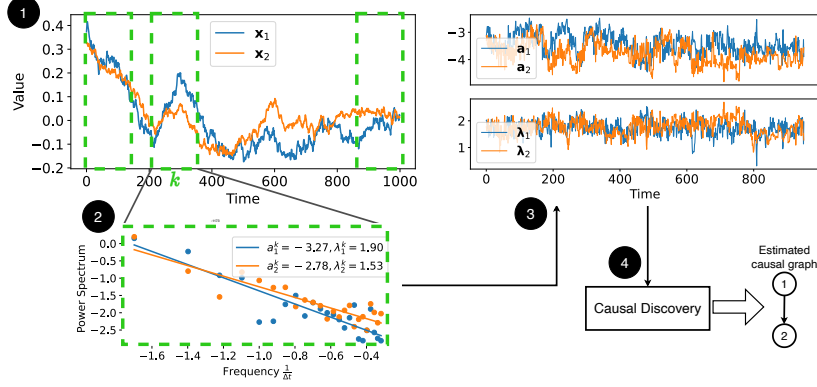 1
0.4
0.3
0.2
0.1
0.0
−0.1
−0.2
Value
x₁
x₂
0 200 400 600 800 1000
k
Time
−3
−4
a₁
a₂
2
1
λ₁
λ₂
0 200 400 600 800
Time
2
3
4
0.0
−0.5
−1.0
−1.5
−2.0
−2.5
Power Spectrum
a₁ᵏ = −3.27, λ₁ᵏ = 1.90
a₂ᵏ = −2.78, λ₂ᵏ = 1.53
−1.6 −1.4 −1.2 −1.0 −0.8 −0.6 −0.4
Frequency 1/Δt
Causal Discovery
Estimated
causal graph
1
2